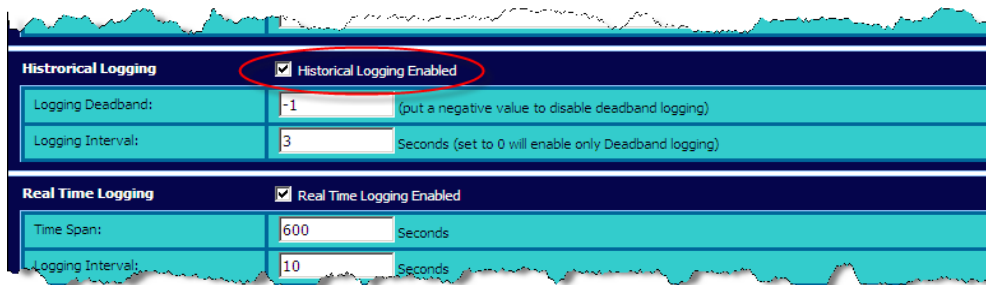 Histrorical Logging Historical Logging Enabled
Logging Deadband: -1 (put a negative value to disable deadband logging)
Logging Interval: 3 Seconds (set to 0 will enable only Deadband logging)
Real Time Logging Real Time Logging Enabled
Time Span: 600 Seconds
Logging Interval: 10 Seconds